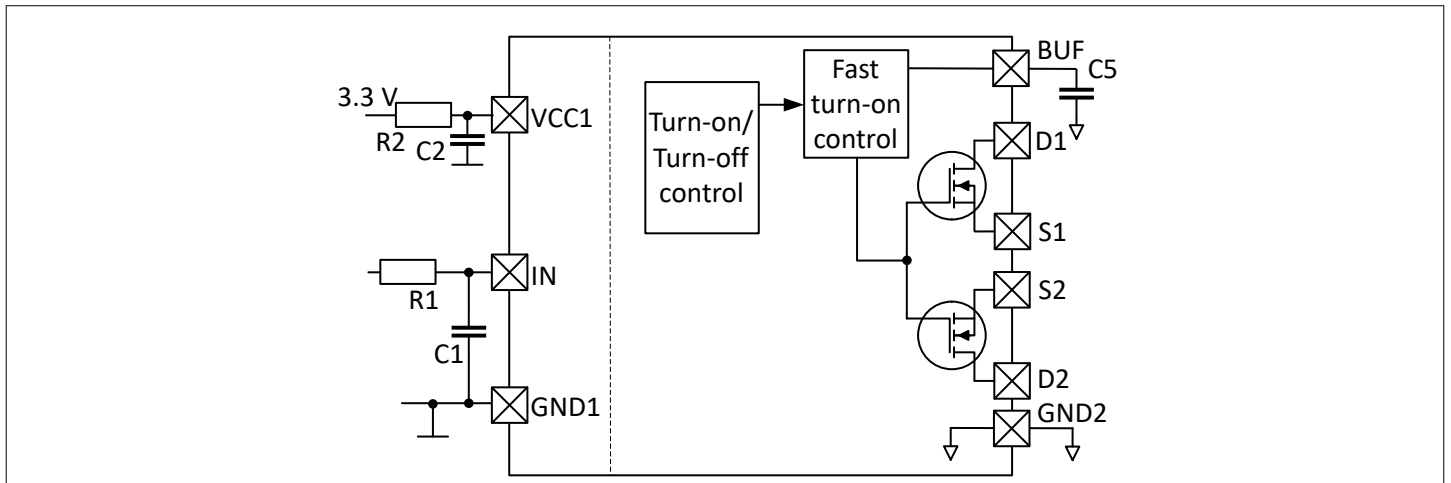 3.3 V
R2
C2
VCC1
R1
C1
IN
GND1
Turn-on/
Turn-off
control
Fast
turn-on
control
BUF
C5
D1
S1
S2
D2
GND2